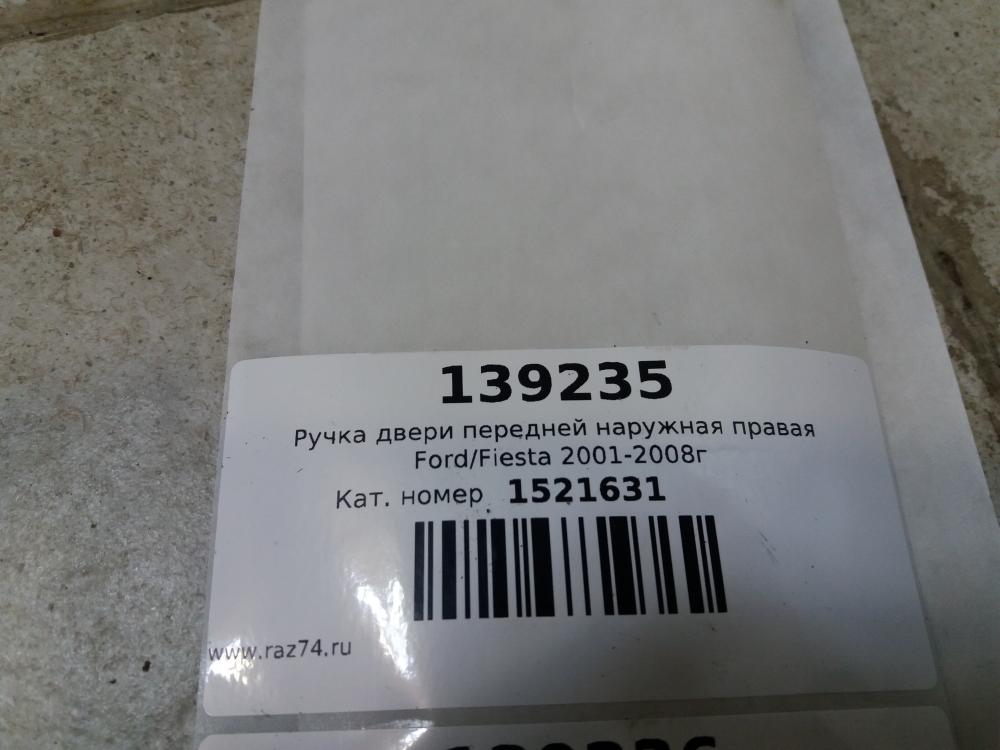 139235
Ручка двери передней наружная правая
Ford/Fiesta 2001-2008г
Кат. номер 1521631
www.raz74.ru